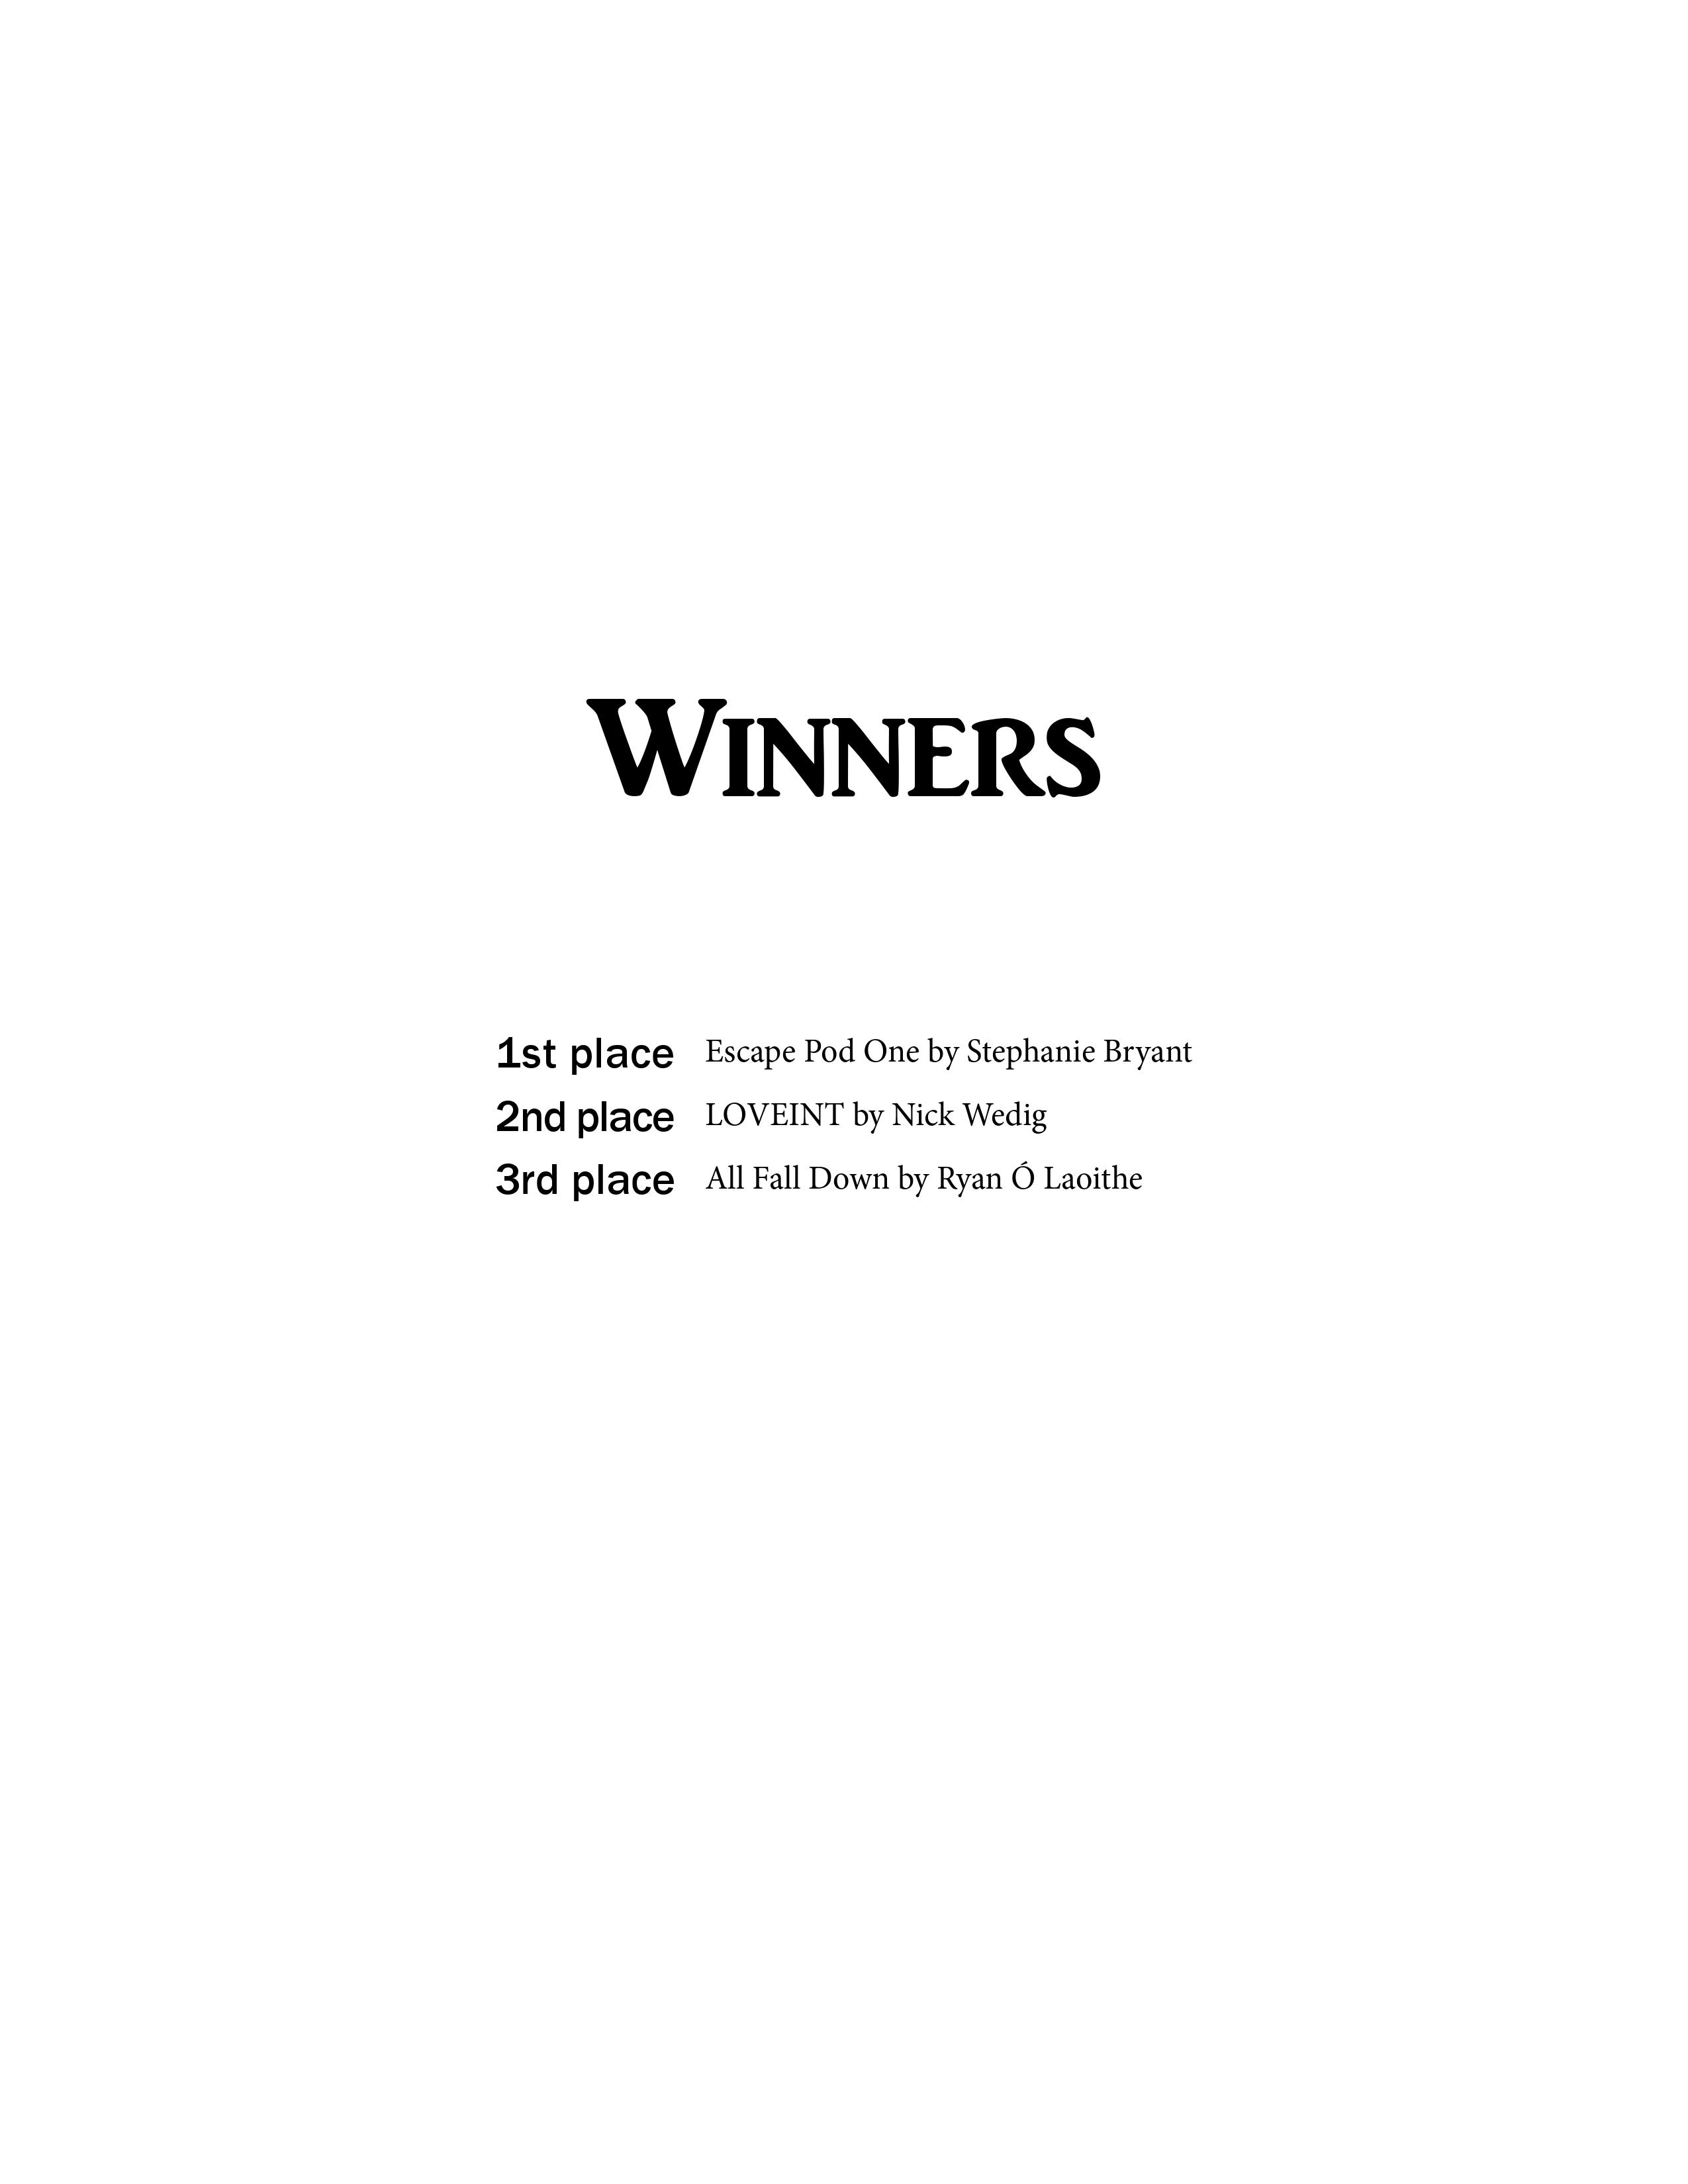 Winners
1st place Escape Pod One by Stephanie Bryant
2nd place LOVEINT by Nick Wedig
3rd place All Fall Down by Ryan Ó Laoithe